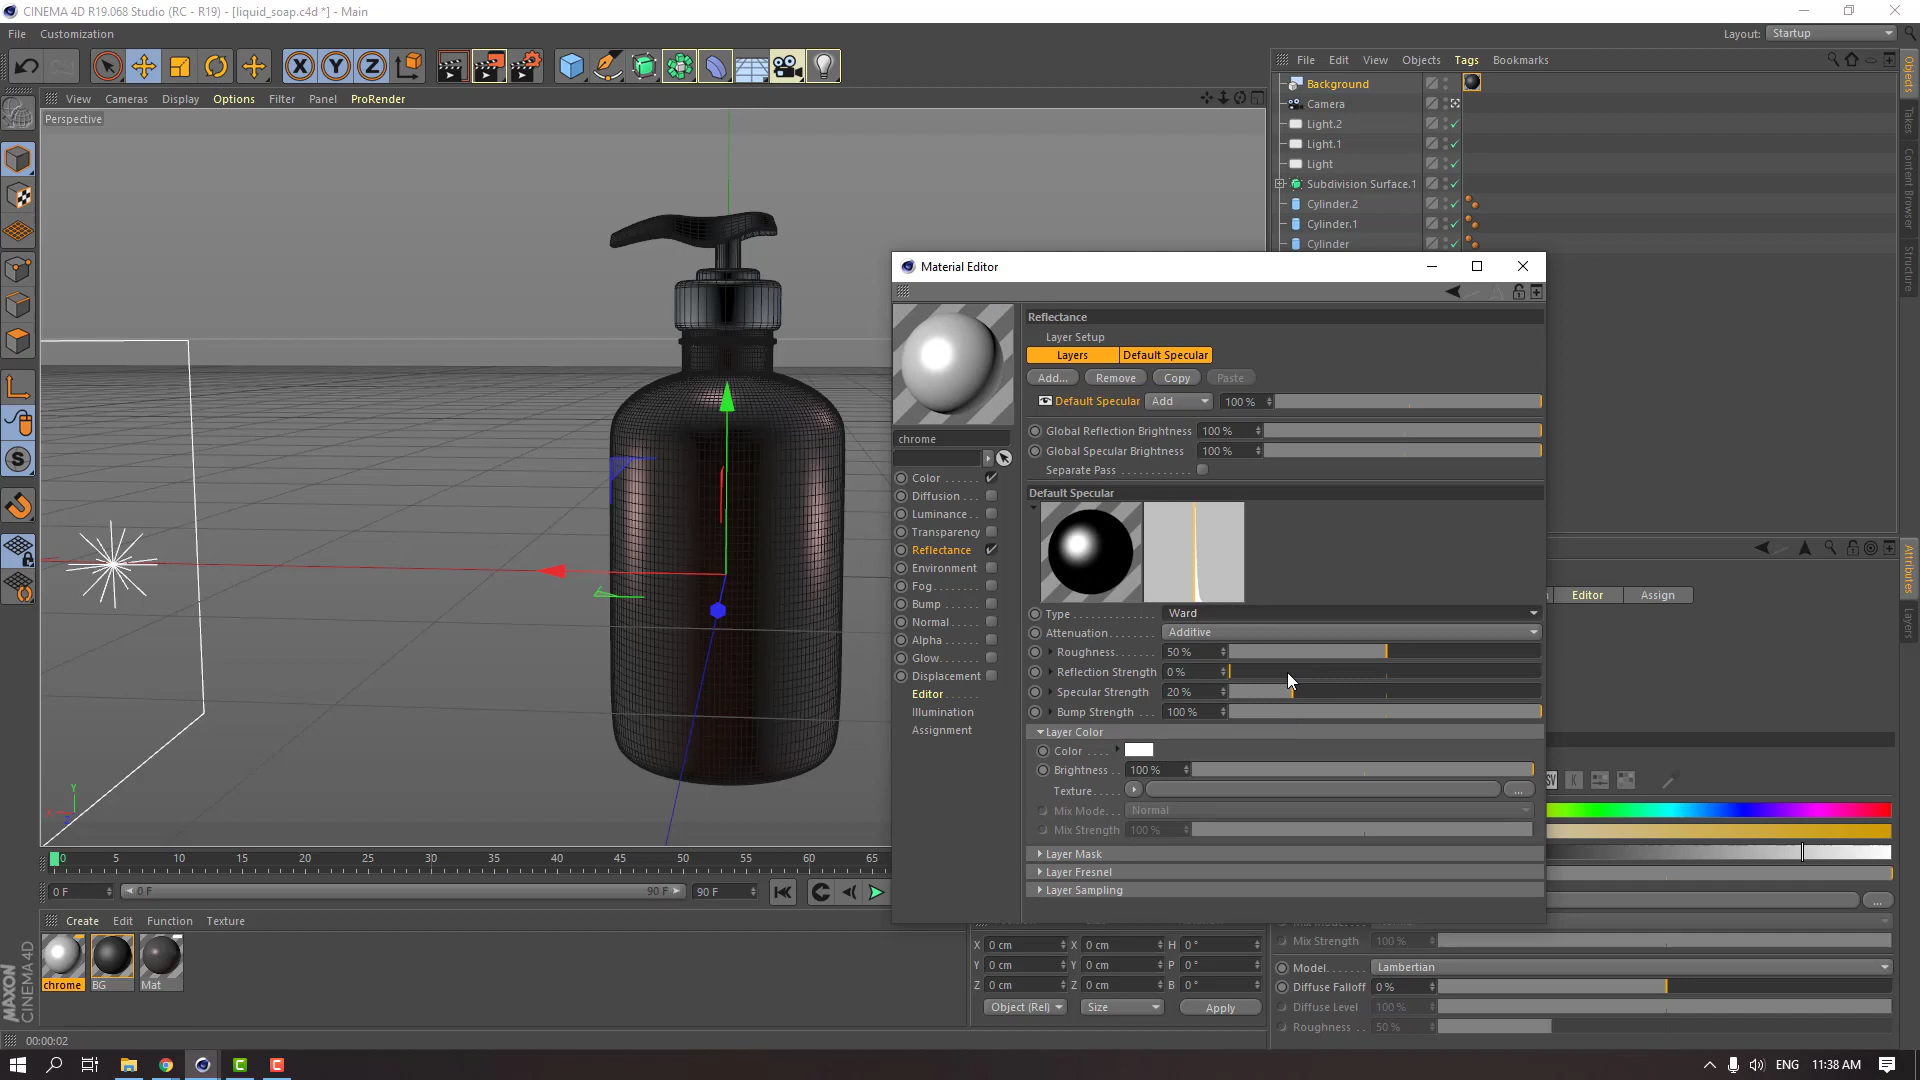 CINEMA 4D R19.068 Studio (RC - R19) - [liquid_soap.c4d *] - Main
File Customization Layout: Startup
X Y Z
View Cameras Display Options Filter Panel ProRender
Perspective
File Edit View Objects Tags Bookmarks
Background
Camera
Light.2
Light.1
Light
Subdivision Surface.1
Cylinder.2
Cylinder.1
Cylinder
Objects
Takes
Content Browser
Structure
Material Editor
Reflectance
Layer Setup
Layers Default Specular
Add... Remove Copy Paste
Default Specular Add 100 %
chrome
Global Reflection Brightness 100 %
Global Specular Brightness 100 %
Separate Pass
Color
Diffusion
Luminance
Transparency
Reflectance
Environment
Fog
Bump
Normal
Alpha
Glow
Displacement
Editor
Illumination
Assignment
Default Specular
Type Ward
Attenuation Additive
Roughness 50 %
Reflection Strength 0 %
Specular Strength 20 %
Bump Strength 100 %
Layer Color
Color
Brightness 100 %
Texture ...
Mix Mode Normal
Mix Strength 100 %
Layer Mask
Layer Fresnel
Layer Sampling
Editor Assign
Attributes
Layers
K
...
Mix Strength 100 %
Model Lambertian
Diffuse Falloff 0 %
Diffuse Level 100 %
Roughness 50 %
0 5 10 15 20 25 30 35 40 45 50 55 60 65
0 F 0 F 90 F 90 F
Create Edit Function Texture
chrome BG Mat
X 0 cm X 0 cm H 0 °
Y 0 cm Y 0 cm P 0 °
Z 0 cm Z 0 cm B 0 °
Object (Rel) Size Apply
MAXON CINEMA 4D
00:00:02
ENG 11:38 AM